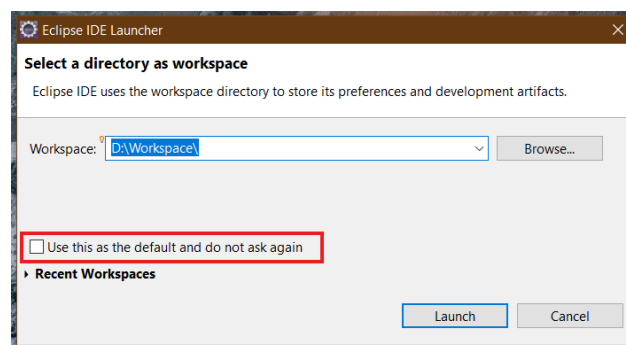 Eclipse IDE Launcher
Select a directory as workspace
Eclipse IDE uses the workspace directory to store its preferences and development artifacts.
Workspace: D:\Workspace\ Browse...
Use this as the default and do not ask again
Recent Workspaces
Launch Cancel